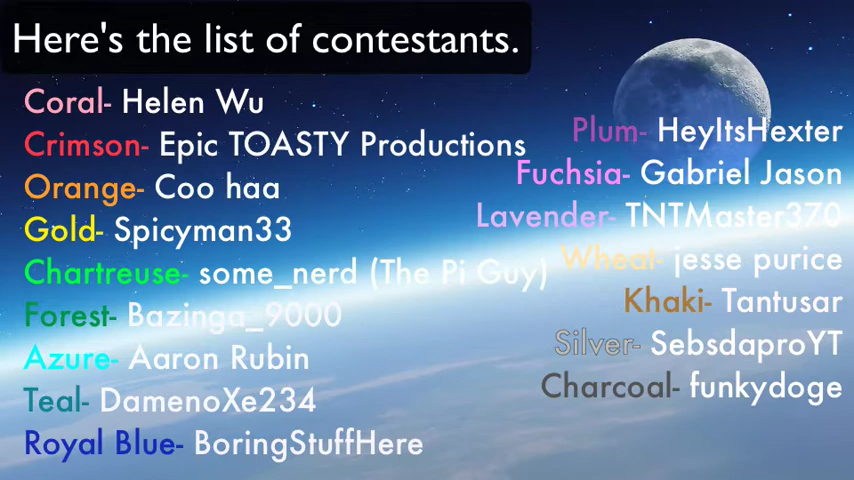 Here's the list of contestants.
Coral- Helen Wu
Crimson- Epic TOASTY Productions
Orange- Coo haa
Gold- Spicyman33
Chartreuse- some_nerd (The Pi Guy)
Forest- Bazinga_9000
Azure- Aaron Rubin
Teal- DamenoXe234
Royal Blue- BoringStuffHere
Plum- HeyItsHexter
Fuchsia- Gabriel Jason
Lavender- TNTMaster370
Wheat- jesse purice
Khaki- Tantusar
Silver- SebsdaproYT
Charcoal- funkydoge